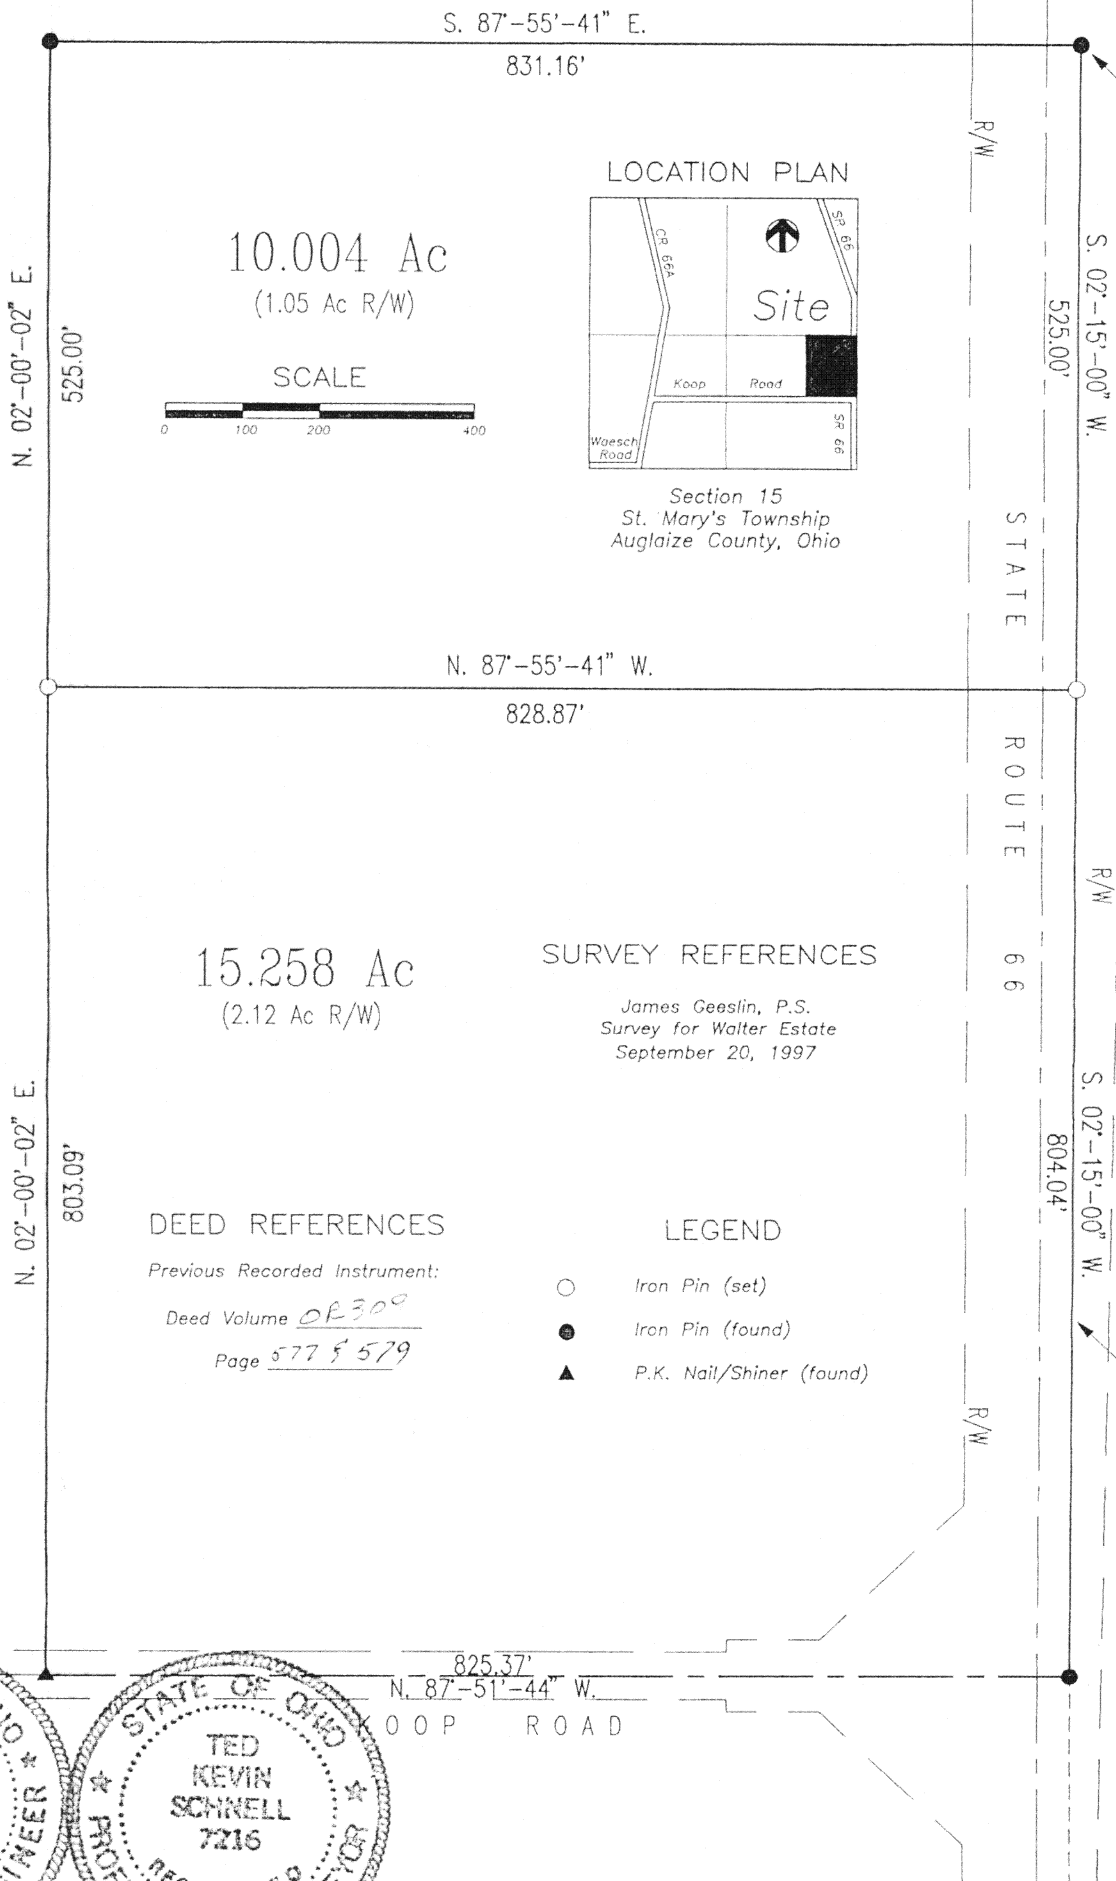 S. 87°-55'-41" E.
831.16'
R/W
LOCATION PLAN
CR 66A
SR 66
Site
Koop Road
SR 66
Waesch
Road
Section 15
St. Mary's Township
Auglaize County, Ohio
10.004 Ac
(1.05 Ac R/W)
SCALE
0 100 200 400
N. 02°-00'-02" E.
525.00'
S. 02°-15'-00" W.
525.00'
STATE ROUTE 66
N. 87°-55'-41" W.
828.87'
R/W
15.258 Ac
(2.12 Ac R/W)
SURVEY REFERENCES
James Geeslin, P.S.
Survey for Walter Estate
September 20, 1997
N. 02°-00'-02" E.
803.09'
S. 02°-15'-00" W.
804.04'
DEED REFERENCES
Previous Recorded Instrument:
Deed Volume OR300
Page 577 & 579
LEGEND
Iron Pin (set)
Iron Pin (found)
P.K. Nail/Shiner (found)
R/W
825.37'
N. 87°-51'-44" W.
KOOP ROAD
STATE OF OHIO
TED
KEVIN
SCHNELL
7216